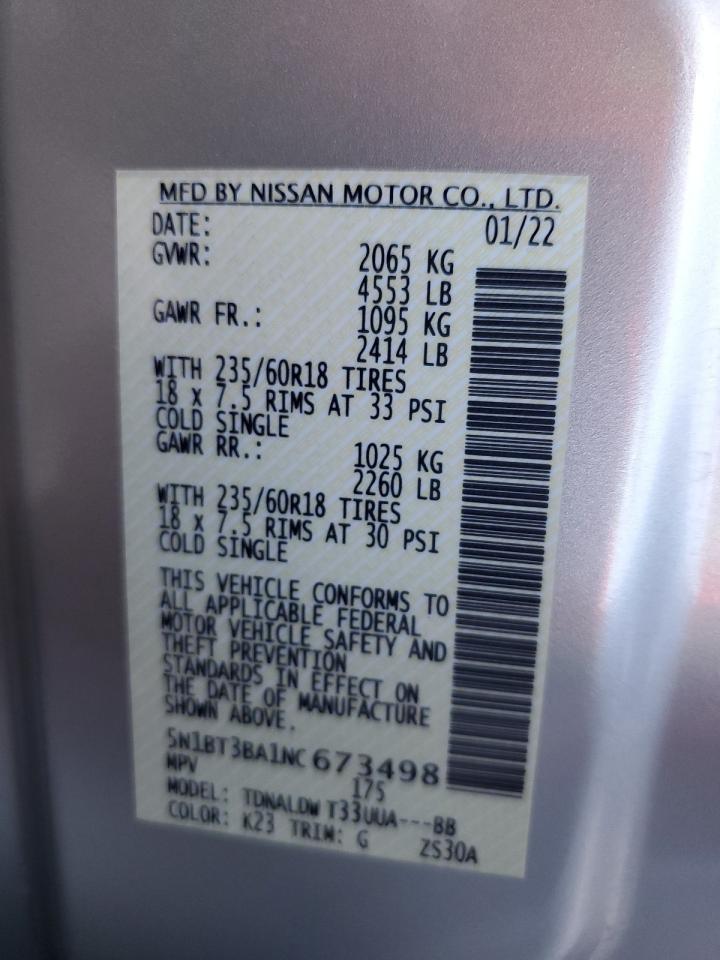 MFD BY NISSAN MOTOR CO., LTD.
DATE: 01/22
GVWR: 2065 KG
4553 LB
GAWR FR.: 1095 KG
2414 LB
WITH 235/60R18 TIRES
18 x 7.5 RIMS AT 33 PSI
COLD SINGLE
GAWR RR.: 1025 KG
2260 LB
WITH 235/60R18 TIRES
18 x 7.5 RIMS AT 30 PSI
COLD SINGLE
THIS VEHICLE CONFORMS TO
ALL APPLICABLE FEDERAL
MOTOR VEHICLE SAFETY AND
THEFT PREVENTION
STANDARDS IN EFFECT ON
THE DATE OF MANUFACTURE
SHOWN ABOVE.
5N1BT3BA1NC673498
MPV 175
MODEL: TDNALDW T33UUA---BB
COLOR: K23 TRIM: G ZS30A